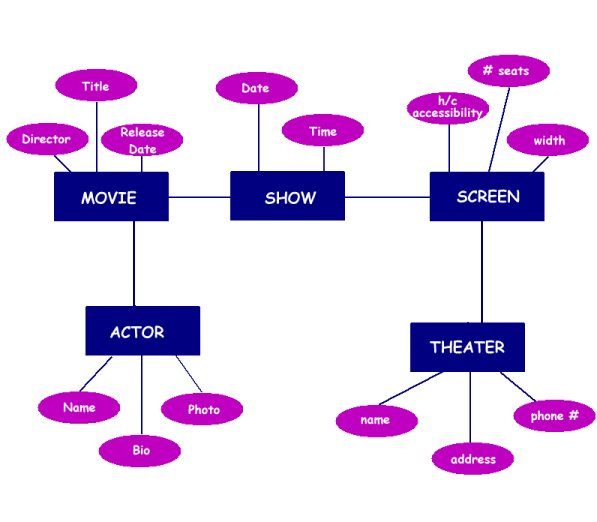 # seats
Title
Date
h/c
accessibility
Time
Release
Date
Director
width
MOVIE
SHOW
SCREEN
ACTOR
THEATER
Name
Photo
phone #
name
Bio
address